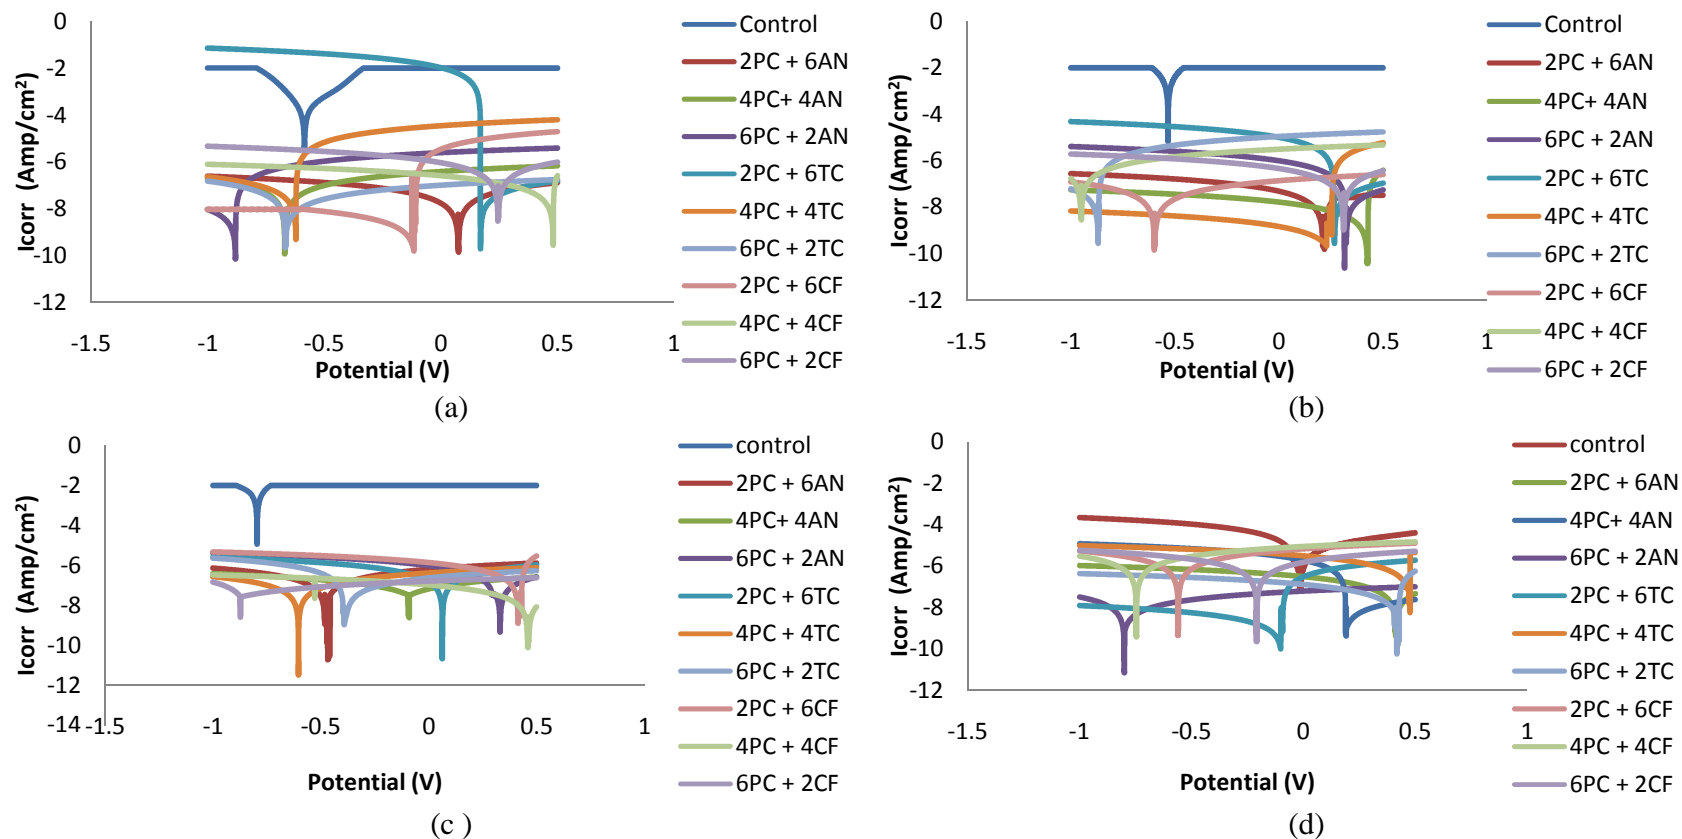 0
-2
-4
-6
-8
-10
-12
-1.5
-1
-0.5
0
0.5
1
Icorr (Amp/cm²)
Potential (V)
Control
2PC + 6AN
4PC+ 4AN
6PC + 2AN
2PC + 6TC
4PC + 4TC
6PC + 2TC
2PC + 6CF
4PC + 4CF
6PC + 2CF
(a)
0
-2
-4
-6
-8
-10
-12
-1.5
-1
-0.5
0
0.5
1
Icorr (Amp/cm²)
Potential (V)
Control
2PC + 6AN
4PC+ 4AN
6PC + 2AN
2PC + 6TC
4PC + 4TC
6PC + 2TC
2PC + 6CF
4PC + 4CF
6PC + 2CF
(b)
0
-2
-4
-6
-8
-10
-12
-14
-1.5
-1
-0.5
0
0.5
1
Icorr (Amp/cm²)
Potential (V)
control
2PC + 6AN
4PC+ 4AN
6PC + 2AN
2PC + 6TC
4PC + 4TC
6PC + 2TC
2PC + 6CF
4PC + 4CF
6PC + 2CF
(c )
0
-2
-4
-6
-8
-10
-12
-1.5
-1
-0.5
0
0.5
1
Icorr (Amp/cm²)
Potential (V)
control
2PC + 6AN
4PC+ 4AN
6PC + 2AN
2PC + 6TC
4PC + 4TC
6PC + 2TC
2PC + 6CF
4PC + 4CF
6PC + 2CF
(d)